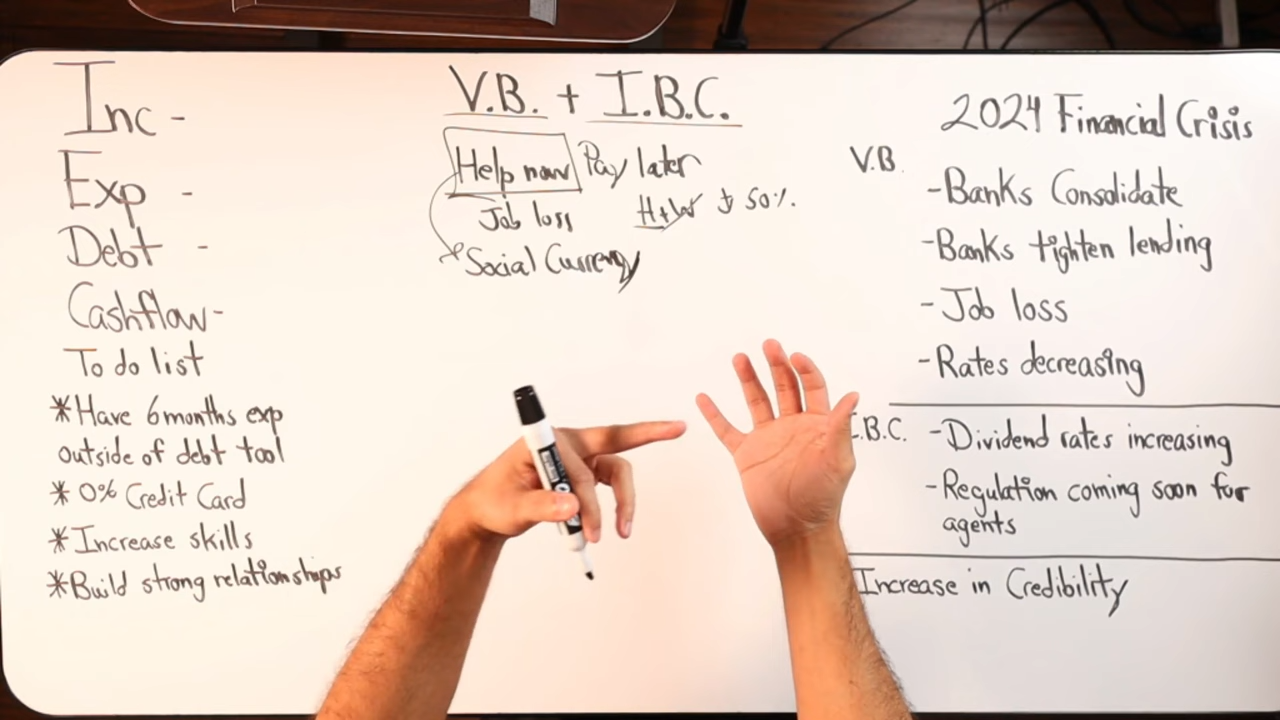 Inc -
Exp -
Debt -
Cashflow -
To do list
*Have 6 months exp
outside of debt tool
* 0% Credit Card
*Increase skills
*Build strong relationships
V.B. + I.B.C.
Help now Pay later
Job loss H+W ↓ 50%.
*Social Currency
2024 Financial Crisis
V.B.
-Banks Consolidate
-Banks tighten lending
-Job loss
-Rates decreasing
I.B.C. -Dividend rates increasing
-Regulation coming soon for
agents
Increase in Credibility